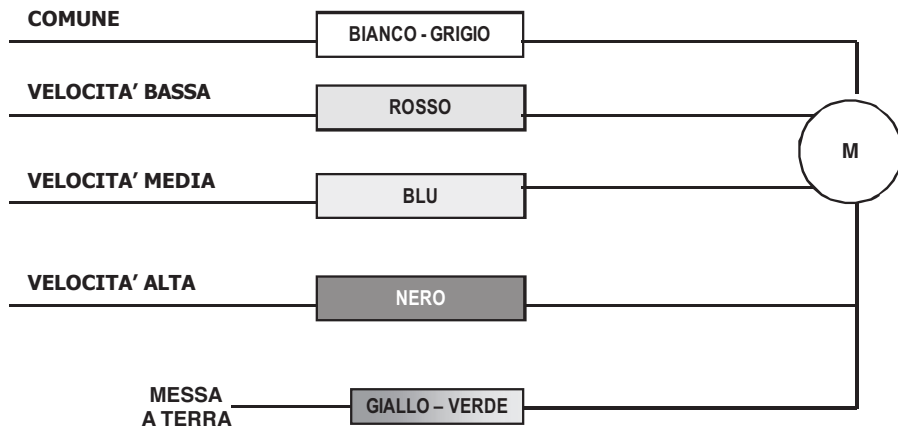 COMUNE
BIANCO - GRIGIO
VELOCITA' BASSA
ROSSO
M
VELOCITA' MEDIA
BLU
VELOCITA' ALTA
NERO
MESSA
A TERRA
GIALLO – VERDE